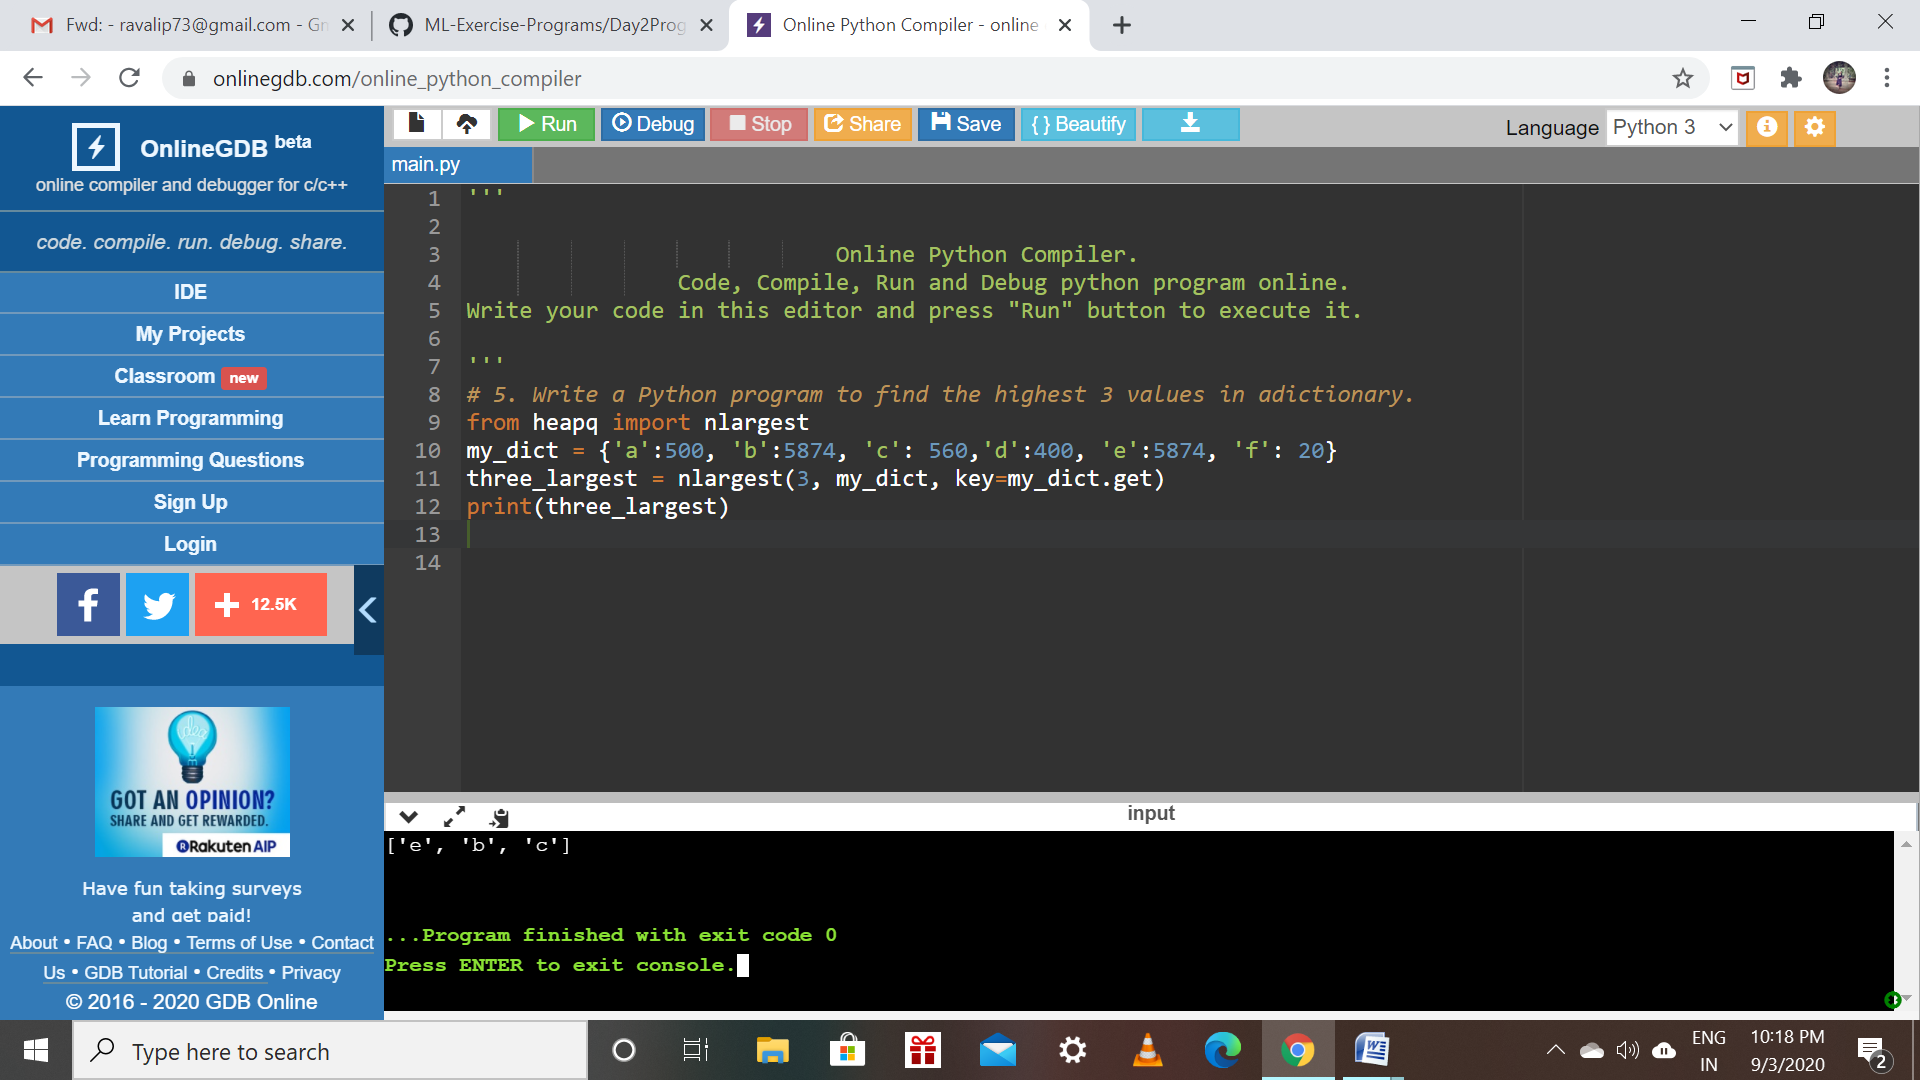 Fwd: - ravalip73@gmail.com - Gm
ML-Exercise-Programs/Day2Prog
Online Python Compiler - online
onlinegdb.com/online_python_compiler
OnlineGDB beta
online compiler and debugger for c/c++
code. compile. run. debug. share.
IDE
My Projects
Classroom new
Learn Programming
Programming Questions
Sign Up
Login
f
12.5K
idea
GOT AN OPINION?
SHARE AND GET REWARDED.
Rakuten AIP
Have fun taking surveys
and get paid!
About • FAQ • Blog • Terms of Use • Contact
Us • GDB Tutorial • Credits • Privacy
© 2016 - 2020 GDB Online
Run Debug Stop Share Save { } Beautify
Language Python 3
main.py
1 '''
2
3 Online Python Compiler.
4 Code, Compile, Run and Debug python program online.
5 Write your code in this editor and press "Run" button to execute it.
6
7 '''
8 # 5. Write a Python program to find the highest 3 values in adictionary.
9 from heapq import nlargest
10 my_dict = {'a':500, 'b':5874, 'c': 560,'d':400, 'e':5874, 'f': 20}
11 three_largest = nlargest(3, my_dict, key=my_dict.get)
12 print(three_largest)
13
14
input
['e', 'b', 'c']
...Program finished with exit code 0
Press ENTER to exit console.
Type here to search
ENG
IN
10:18 PM
9/3/2020
2